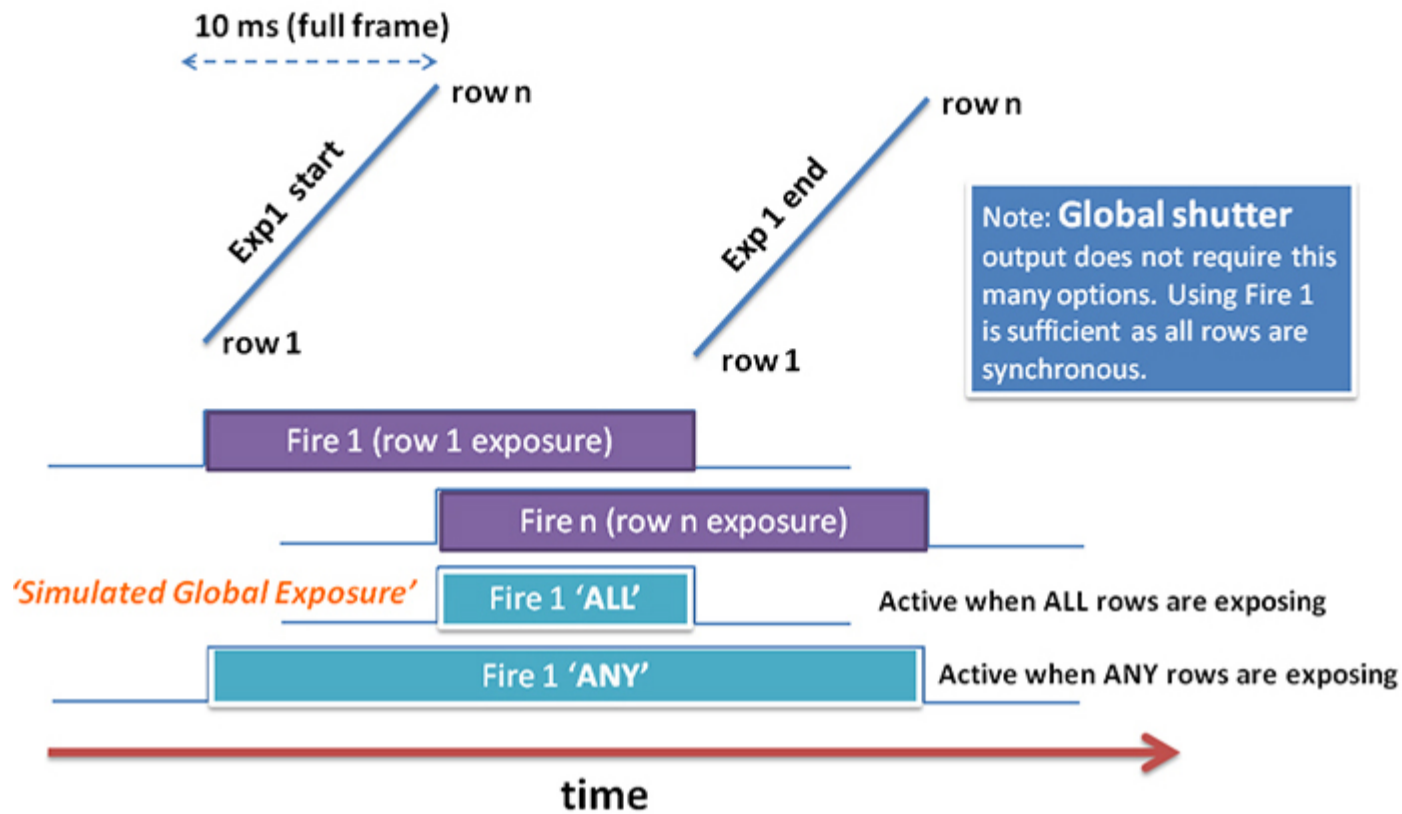 10 ms (full frame)
row n
row n
Exp1 start
Exp 1 end
row 1
row 1
Note: Global shutter
output does not require this
many options. Using Fire 1
is sufficient as all rows are
synchronous.
Fire 1 (row 1 exposure)
Fire n (row n exposure)
'Simulated Global Exposure'
Fire 1 'ALL'
Active when ALL rows are exposing
Fire 1 'ANY'
Active when ANY rows are exposing
time